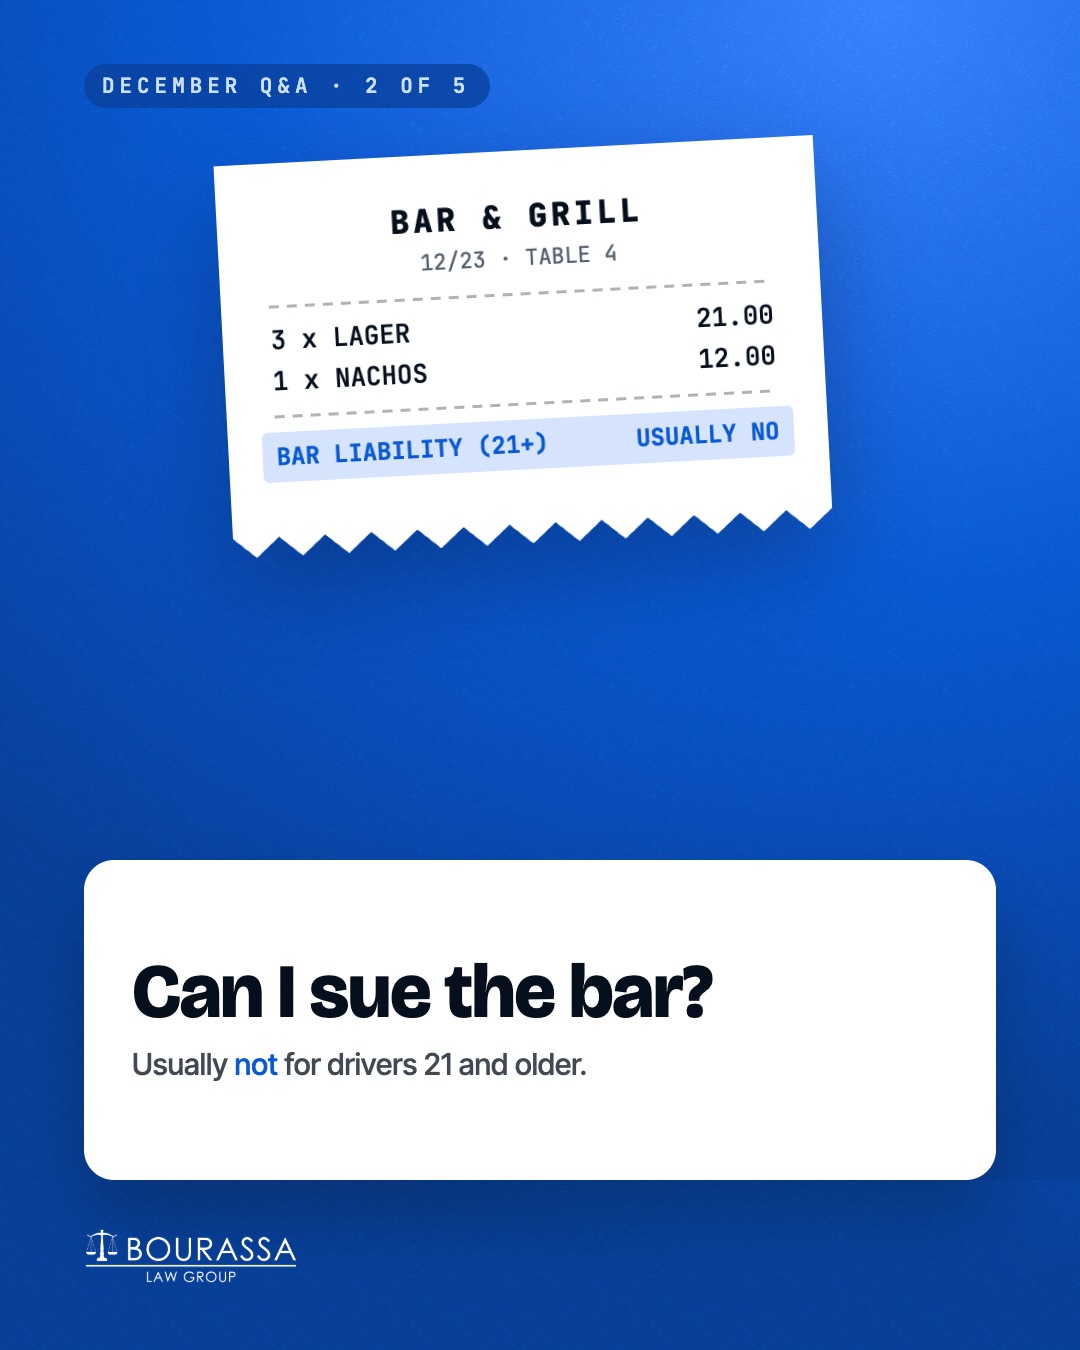 DECEMBER Q&A · 2 OF 5
BAR & GRILL
12/23 · TABLE 4
3 x LAGER 21.00
1 x NACHOS 12.00
BAR LIABILITY (21+) USUALLY NO
Can I sue the bar?
Usually not for drivers 21 and older.
BOURASSA
LAW GROUP